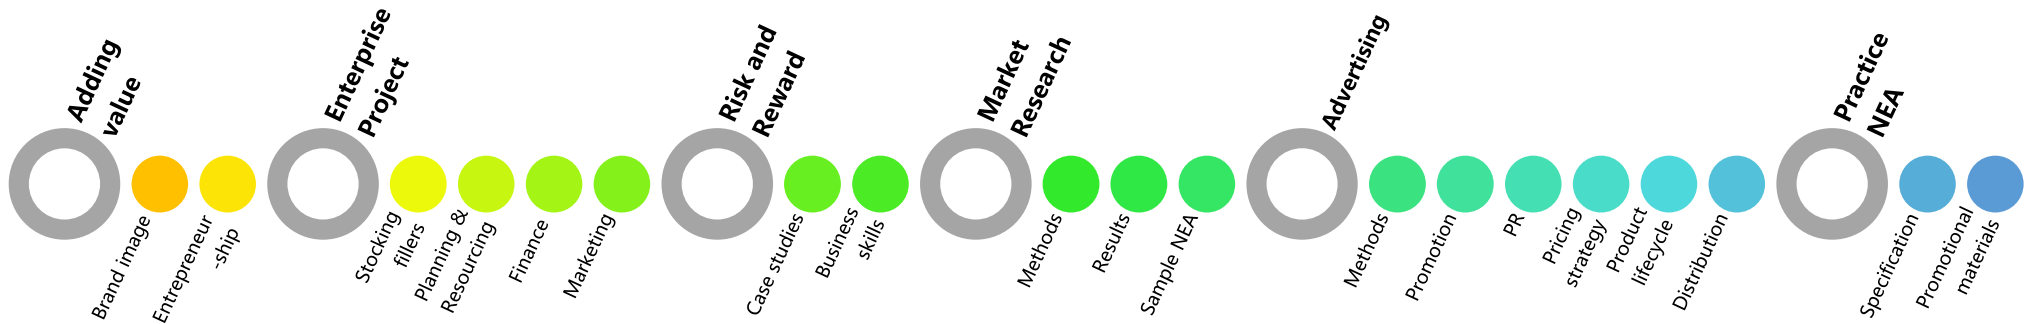 Adding
value
Brand image
Entrepreneur
-ship
Enterprise
Project
Stocking
fillers
Planning &
Resourcing
Finance
Marketing
Risk and
Reward
Case studies
Business
skills
Market
Research
Methods
Results
Sample NEA
Advertising
Methods
Promotion
PR
Pricing
strategy
Product
lifecycle
Distribution
Practice
NEA
Specification
Promotional
materials